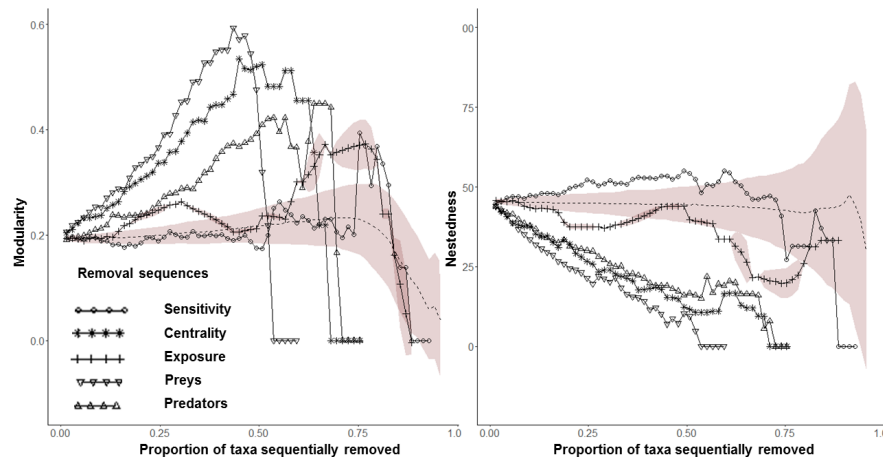 0.6
0.4
0.2
0.0
Modularity
Removal sequences
Sensitivity
Centrality
Exposure
Preys
Predators
0.00 0.25 0.50 0.75 1.0
Proportion of taxa sequentially removed
00
75
50
25
0
Nestedness
0.00 0.25 0.50 0.75 1.0
Proportion of taxa sequentially removed